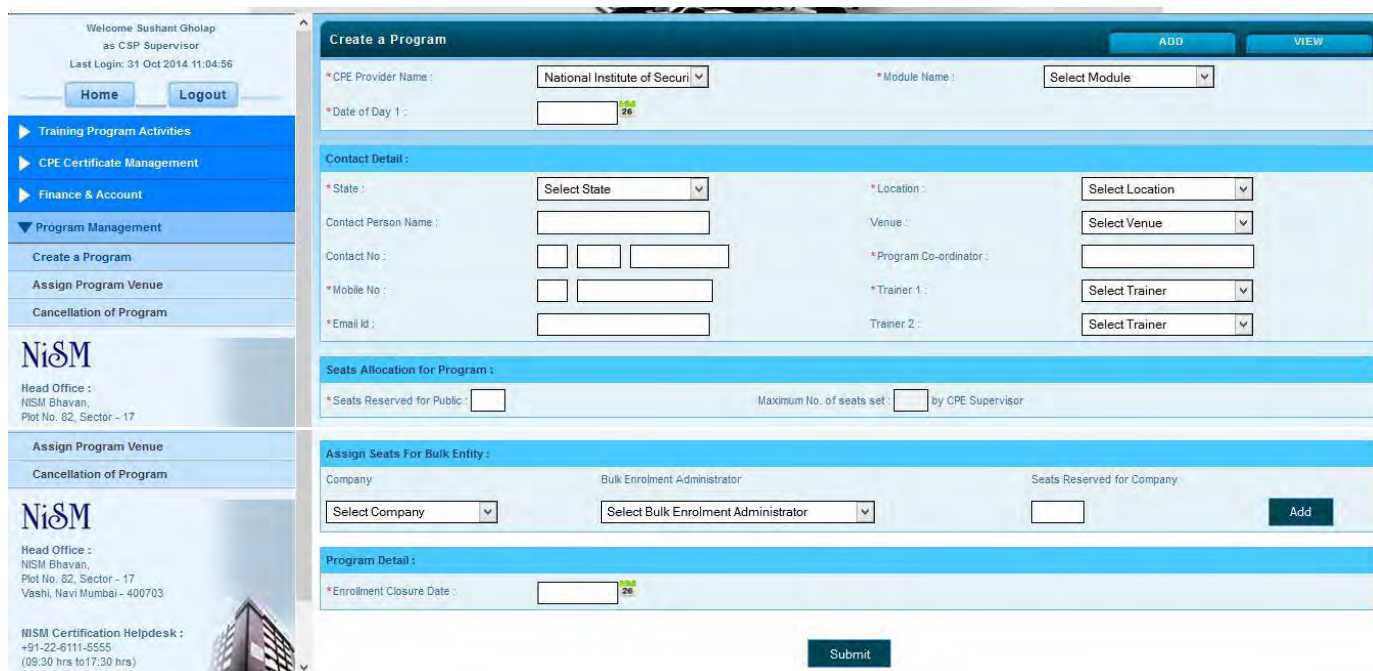 Welcome Sushant Gholap
as CSP Supervisor
Last Login: 31 Oct 2014 11:04:56
Home Logout
Training Program Activities
CPE Certificate Management
Finance & Account
Program Management
Create a Program
Assign Program Venue
Cancellation of Program
NiSM
Head Office :
NISM Bhavan,
Plot No. 82, Sector - 17
Create a Program ADD VIEW
*CPE Provider Name : National Institute of Securi *Module Name : Select Module
*Date of Day 1 : 26
Contact Detail :
*State : Select State *Location : Select Location
Contact Person Name : Venue : Select Venue
Contact No : *Program Co-ordinator :
*Mobile No : *Trainer 1 : Select Trainer
*Email Id : Trainer 2 : Select Trainer
Seats Allocation for Program :
*Seats Reserved for Public : Maximum No. of seats set : by CPE Supervisor
Assign Program Venue
Cancellation of Program
NiSM
Head Office :
NISM Bhavan,
Plot No. 82, Sector - 17
Vashi, Navi Mumbai - 400703
NISM Certification Helpdesk :
+91-22-6111-5555
(09:30 hrs to17:30 hrs)
Assign Seats For Bulk Entity :
Company Bulk Enrolment Administrator Seats Reserved for Company
Select Company Select Bulk Enrolment Administrator Add
Program Detail :
*Enrollment Closure Date : 26
Submit